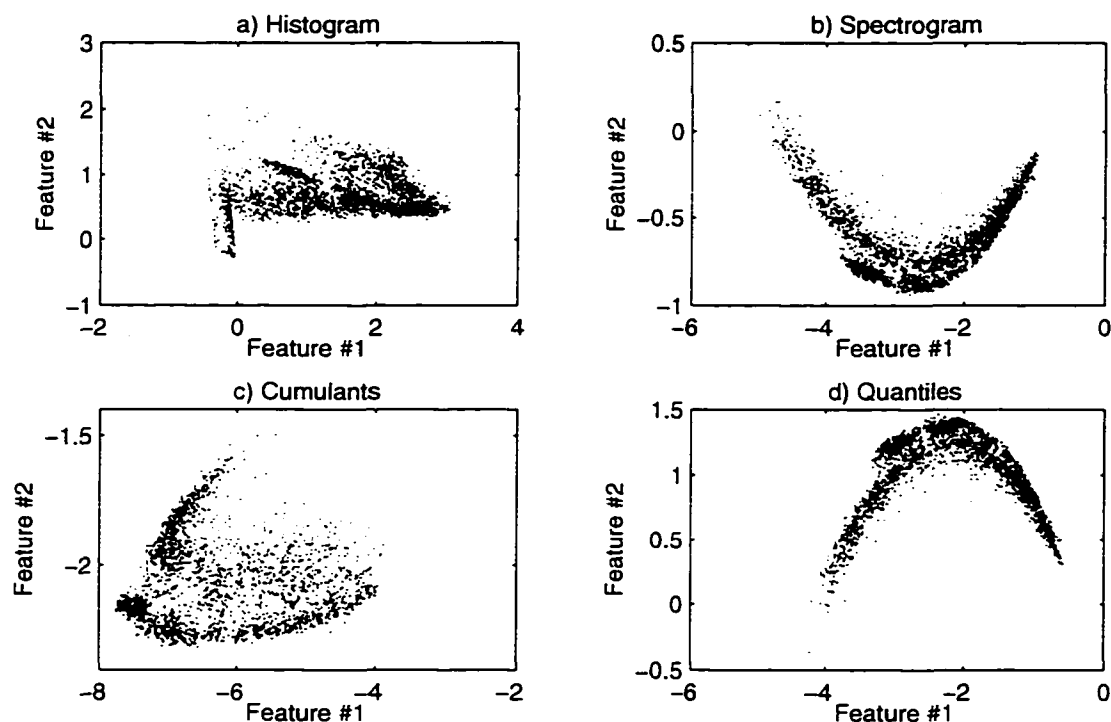 a) Histogram
3
2
1
0
−1
Feature #2
−2
0
2
4
Feature #1
b) Spectrogram
0.5
0
−0.5
−1
Feature #2
−6
−4
−2
0
Feature #1
c) Cumulants
−1.5
−2
Feature #2
−8
−6
−4
−2
Feature #1
d) Quantiles
1.5
1
0.5
0
−0.5
Feature #2
−6
−4
−2
0
Feature #1